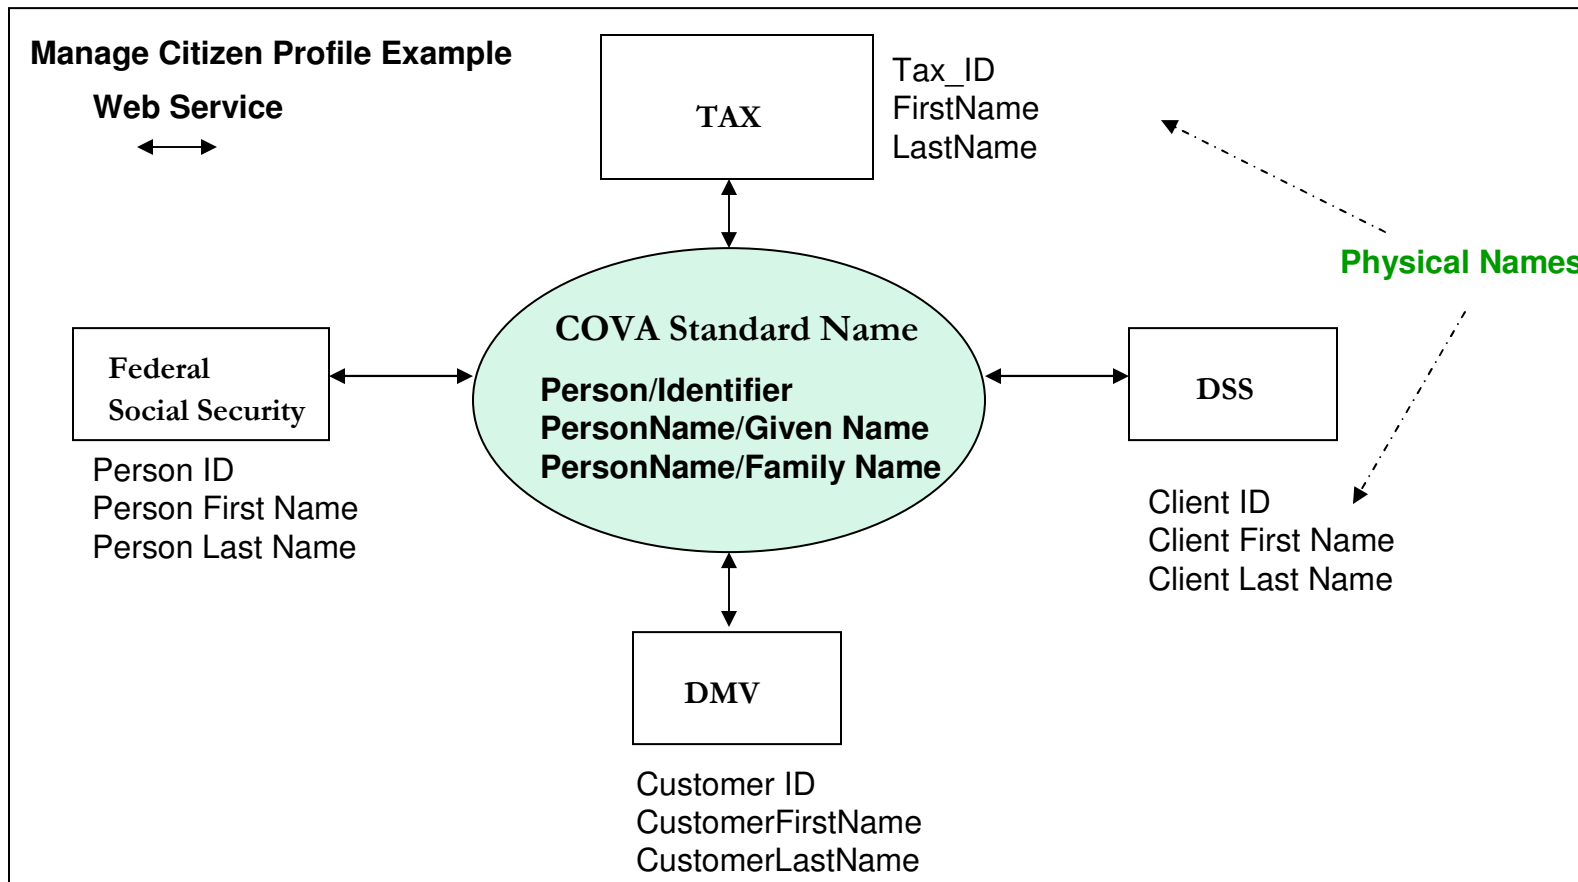 Manage Citizen Profile Example
Web Service
TAX
Tax_ID
FirstName
LastName
Physical Names
COVA Standard Name
Person/Identifier
PersonName/Given Name
PersonName/Family Name
Federal
Social Security
Person ID
Person First Name
Person Last Name
DSS
Client ID
Client First Name
Client Last Name
DMV
Customer ID
CustomerFirstName
CustomerLastName